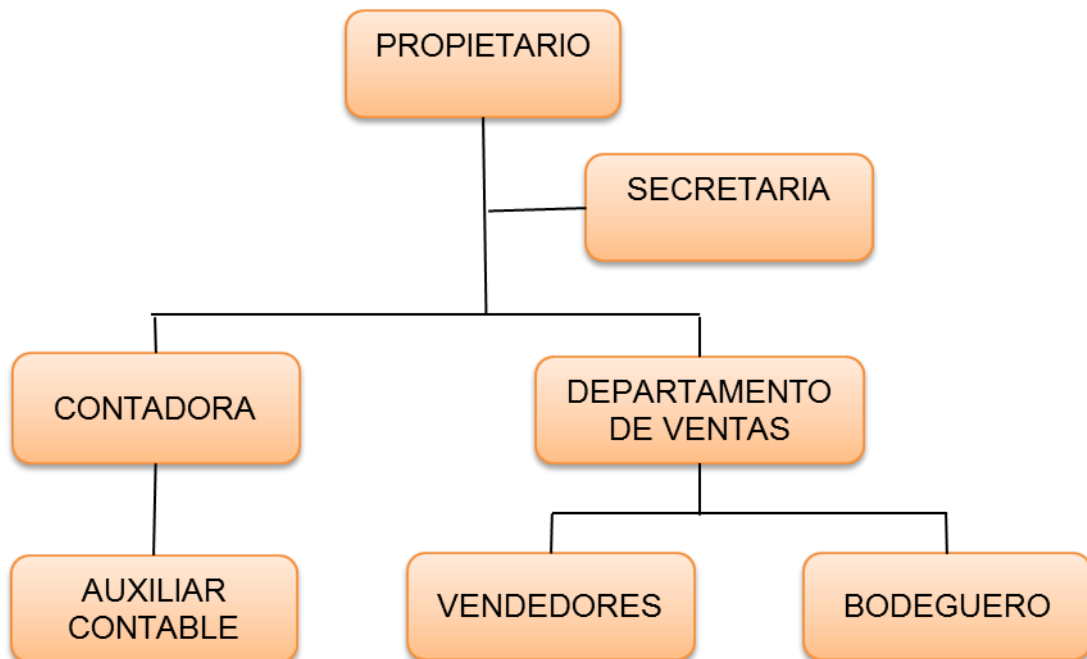 PROPIETARIO
SECRETARIA
CONTADORA
DEPARTAMENTO
DE VENTAS
AUXILIAR
CONTABLE
VENDEDORES
BODEGUERO